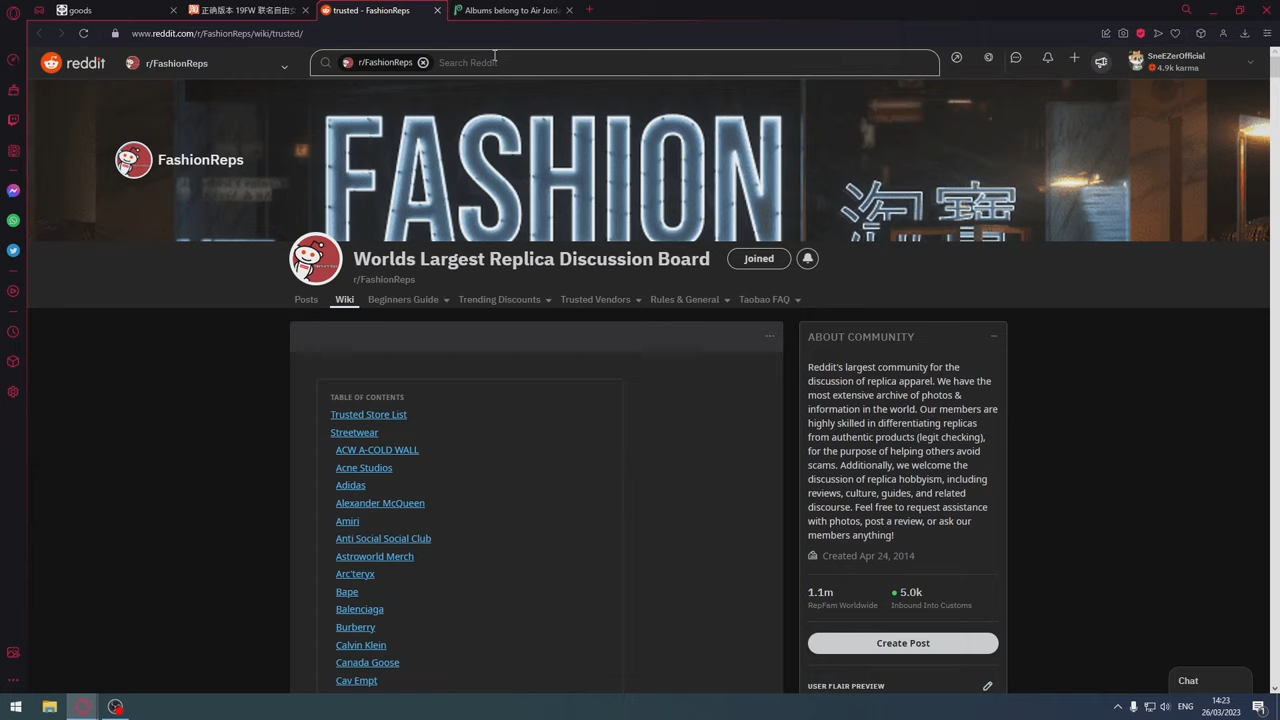 goods
正确版本 19FW 联名自由
trusted - FashionReps
Albums belong to Air Jord
www.reddit.com/r/FashionReps/wiki/trusted/
reddit
r/FashionReps
r/FashionReps
Search Reddit
SneEZerOfficial
4.9k karma
FASHION
淘寶
FashionReps
Worlds Largest Replica Discussion Board
Joined
r/FashionReps
Posts
Wiki
Beginners Guide
Trending Discounts
Trusted Vendors
Rules & General
Taobao FAQ
TABLE OF CONTENTS
Trusted Store List
Streetwear
ACW A-COLD WALL
Acne Studios
Adidas
Alexander McQueen
Amiri
Anti Social Social Club
Astroworld Merch
Arc'teryx
Bape
Balenciaga
Burberry
Calvin Klein
Canada Goose
Cav Empt
ABOUT COMMUNITY
Reddit's largest community for the
discussion of replica apparel. We have the
most extensive archive of photos &
information in the world. Our members are
highly skilled in differentiating replicas
from authentic products (legit checking),
for the purpose of helping others avoid
scams. Additionally, we welcome the
discussion of replica hobbyism, including
reviews, culture, guides, and related
discourse. Feel free to request assistance
with photos, post a review, or ask our
members anything!
Created Apr 24, 2014
1.1m
RepFam Worldwide
5.0k
Inbound Into Customs
Create Post
USER FLAIR PREVIEW
Chat
ENG
14:23
26/03/2023